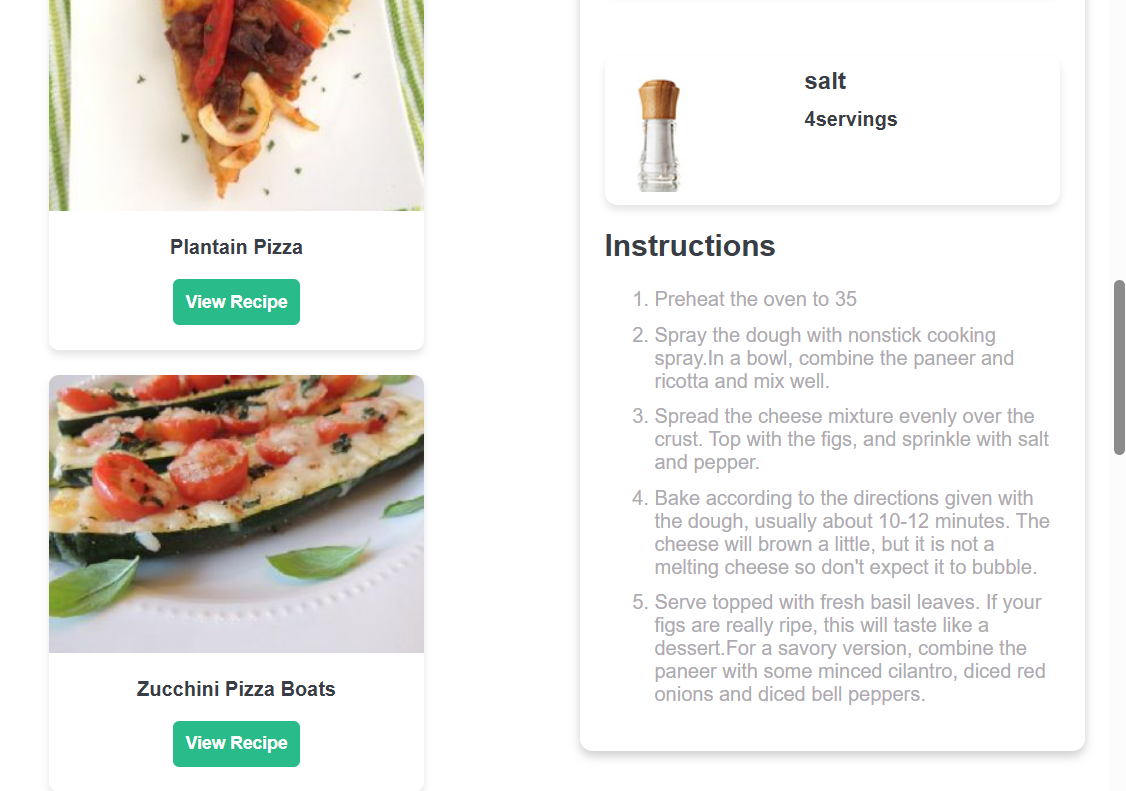 Plantain Pizza
View Recipe
Zucchini Pizza Boats
View Recipe
salt
4servings
Instructions
1. Preheat the oven to 35
2. Spray the dough with nonstick cooking
spray.In a bowl, combine the paneer and
ricotta and mix well.
3. Spread the cheese mixture evenly over the
crust. Top with the figs, and sprinkle with salt
and pepper.
4. Bake according to the directions given with
the dough, usually about 10-12 minutes. The
cheese will brown a little, but it is not a
melting cheese so don't expect it to bubble.
5. Serve topped with fresh basil leaves. If your
figs are really ripe, this will taste like a
dessert.For a savory version, combine the
paneer with some minced cilantro, diced red
onions and diced bell peppers.